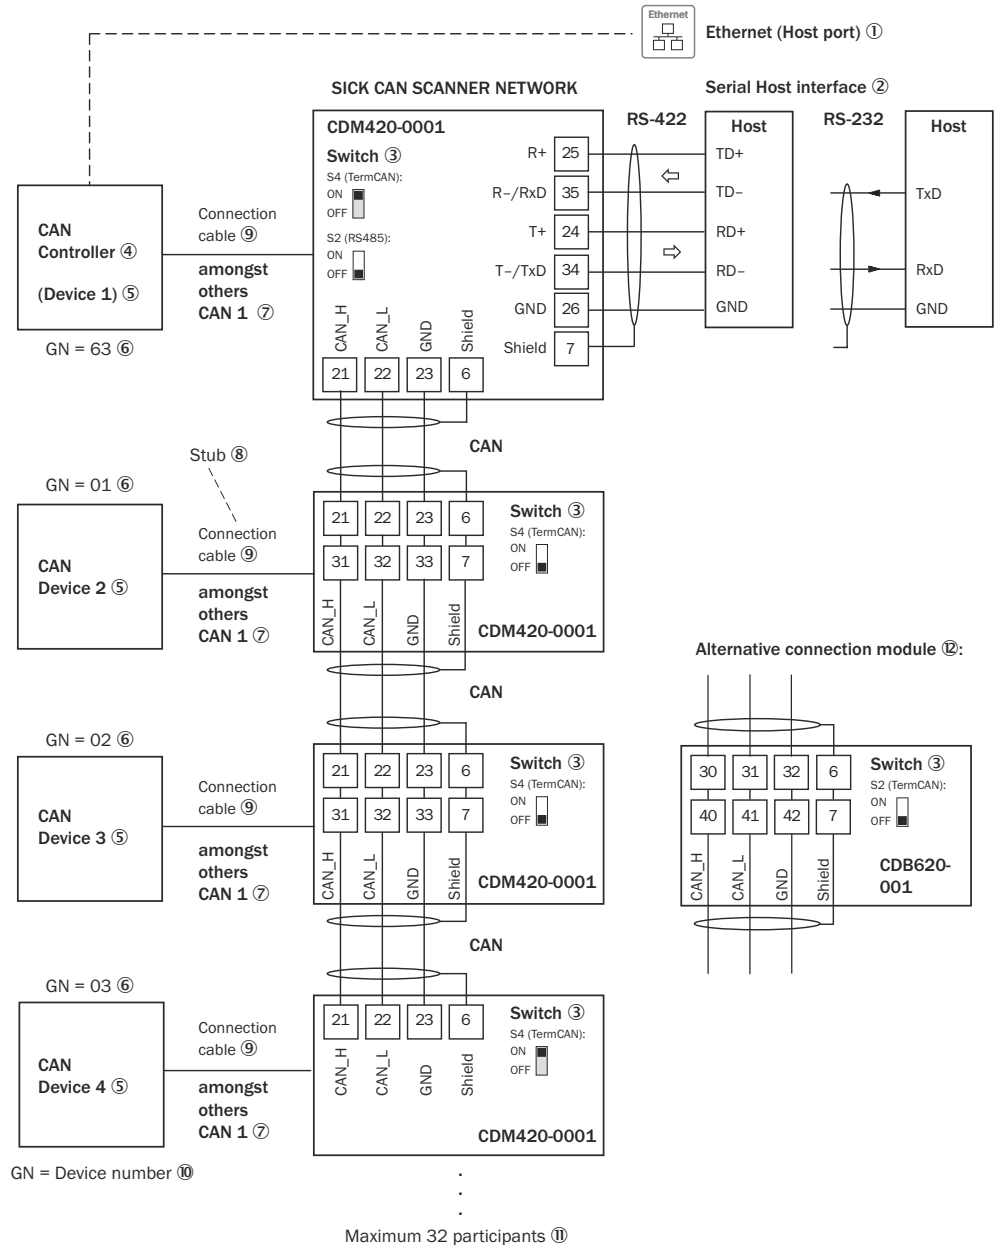 Ethernet
Ethernet (Host port) ①
SICK CAN SCANNER NETWORK
Serial Host interface ②
CDM420-0001
Switch ③
S4 (TermCAN):
ON
OFF
S2 (RS485):
ON
OFF
R+ 25
R–/RxD 35
T+ 24
T–/TxD 34
GND 26
Shield 7
CAN_H
CAN_L
GND
Shield
21 22 23 6
RS-422
Host
TD+
TD–
RD+
RD–
GND
RS-232
Host
TxD
RxD
GND
CAN
Controller ④
(Device 1) ⑤
GN = 63 ⑥
Connection
cable ⑨
amongst
others
CAN 1 ⑦
CAN
Stub ⑧
GN = 01 ⑥
CAN
Device 2 ⑤
Connection
cable ⑨
amongst
others
CAN 1 ⑦
21 22 23 6
31 32 33 7
CAN_H
CAN_L
GND
Shield
Switch ③
S4 (TermCAN):
ON
OFF
CDM420-0001
CAN
GN = 02 ⑥
CAN
Device 3 ⑤
Connection
cable ⑨
amongst
others
CAN 1 ⑦
21 22 23 6
31 32 33 7
CAN_H
CAN_L
GND
Shield
Switch ③
S4 (TermCAN):
ON
OFF
CDM420-0001
CAN
Alternative connection module ⑫:
30 31 32 6
40 41 42 7
CAN_H
CAN_L
GND
Shield
Switch ③
S2 (TermCAN):
ON
OFF
CDB620-
001
GN = 03 ⑥
CAN
Device 4 ⑤
Connection
cable ⑨
amongst
others
CAN 1 ⑦
21 22 23 6
CAN_H
CAN_L
GND
Shield
Switch ③
S4 (TermCAN):
ON
OFF
CDM420-0001
GN = Device number ⑩
.
.
.
Maximum 32 participants ⑪